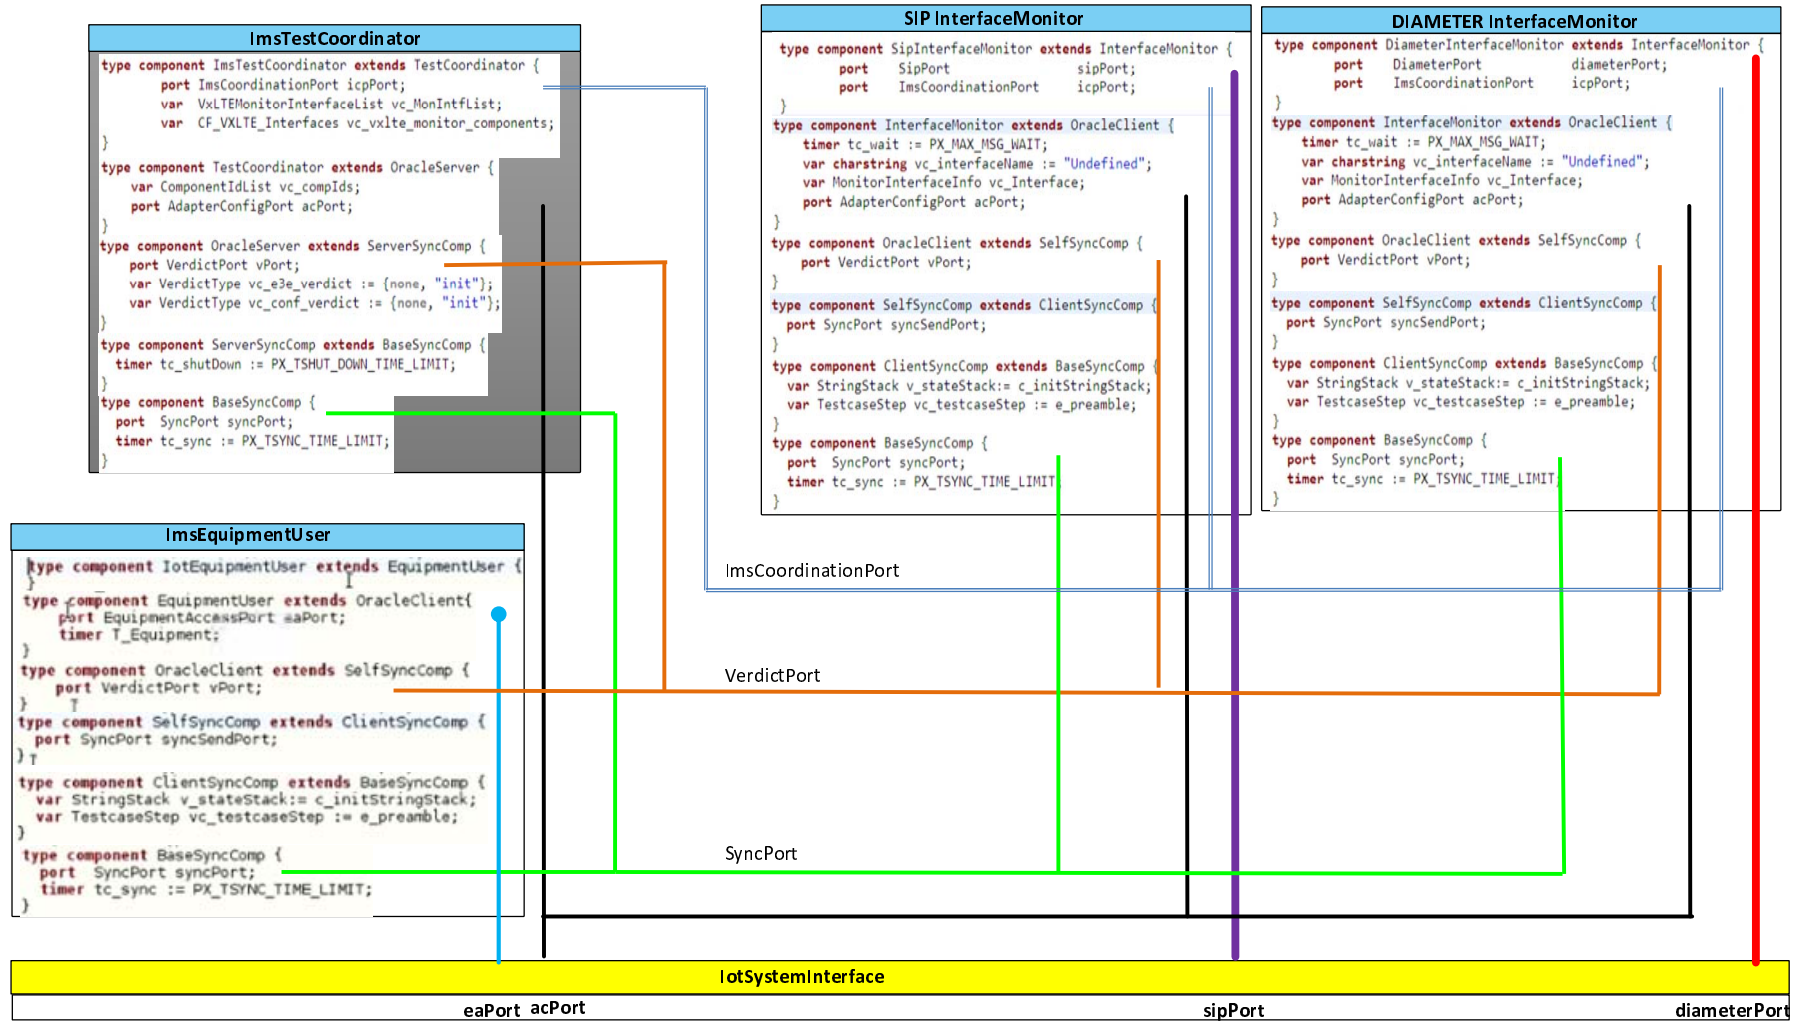 ImsTestCoordinator
type component ImsTestCoordinator extends TestCoordinator {
port ImsCoordinationPort icpPort;
var VxLTEMonitorInterfaceList vc_MonIntfList;
var CF_VXLTE_Interfaces vc_vxlte_monitor_components;
}
type component TestCoordinator extends OracleServer {
var ComponentIdList vc_compIds;
port AdapterConfigPort acPort;
}
type component OracleServer extends ServerSyncComp {
port VerdictPort vPort;
var VerdictType vc_e3e_verdict := {none, "init"};
var VerdictType vc_conf_verdict := {none, "init"};
}
type component ServerSyncComp extends BaseSyncComp {
timer tc_shutDown := PX_TSHUT_DOWN_TIME_LIMIT;
}
type component BaseSyncComp {
port SyncPort syncPort;
timer tc_sync := PX_TSYNC_TIME_LIMIT;
}
SIP InterfaceMonitor
type component SipInterfaceMonitor extends InterfaceMonitor {
port SipPort sipPort;
port ImsCoordinationPort icpPort;
}
type component InterfaceMonitor extends OracleClient {
timer tc_wait := PX_MAX_MSG_WAIT;
var charstring vc_interfaceName := "Undefined";
var MonitorInterfaceInfo vc_Interface;
port AdapterConfigPort acPort;
}
type component OracleClient extends SelfSyncComp {
port VerdictPort vPort;
}
type component SelfSyncComp extends ClientSyncComp {
port SyncPort syncSendPort;
}
type component ClientSyncComp extends BaseSyncComp {
var StringStack v_stateStack:= c_initStringStack;
var TestcaseStep vc_testcaseStep := e_preamble;
}
type component BaseSyncComp {
port SyncPort syncPort;
timer tc_sync := PX_TSYNC_TIME_LIMIT
}
DIAMETER InterfaceMonitor
type component DiameterInterfaceMonitor extends InterfaceMonitor {
port DiameterPort diameterPort;
port ImsCoordinationPort icpPort;
}
type component InterfaceMonitor extends OracleClient {
timer tc_wait := PX_MAX_MSG_WAIT;
var charstring vc_interfaceName := "Undefined";
var MonitorInterfaceInfo vc_Interface;
port AdapterConfigPort acPort;
}
type component OracleClient extends SelfSyncComp {
port VerdictPort vPort;
}
type component SelfSyncComp extends ClientSyncComp {
port SyncPort syncSendPort;
}
type component ClientSyncComp extends BaseSyncComp {
var StringStack v_stateStack:= c_initStringStack;
var TestcaseStep vc_testcaseStep := e_preamble;
}
type component BaseSyncComp {
port SyncPort syncPort;
timer tc_sync := PX_TSYNC_TIME_LIMIT;
}
ImsEquipmentUser
type component IotEquipmentUser extends EquipmentUser {
}
type component EquipmentUser extends OracleClient{
port EquipmentAccessPort eaPort;
timer T_Equipment;
}
type component OracleClient extends SelfSyncComp {
port VerdictPort vPort;
}
type component SelfSyncComp extends ClientSyncComp {
port SyncPort syncSendPort;
}
type component ClientSyncComp extends BaseSyncComp {
var StringStack v_stateStack:= c_initStringStack;
var TestcaseStep vc_testcaseStep := e_preamble;
}
type component BaseSyncComp {
port SyncPort syncPort;
timer tc_sync := PX_TSYNC_TIME_LIMIT;
}
ImsCoordinationPort
VerdictPort
SyncPort
IotSystemInterface
eaPort acPort sipPort diameterPort